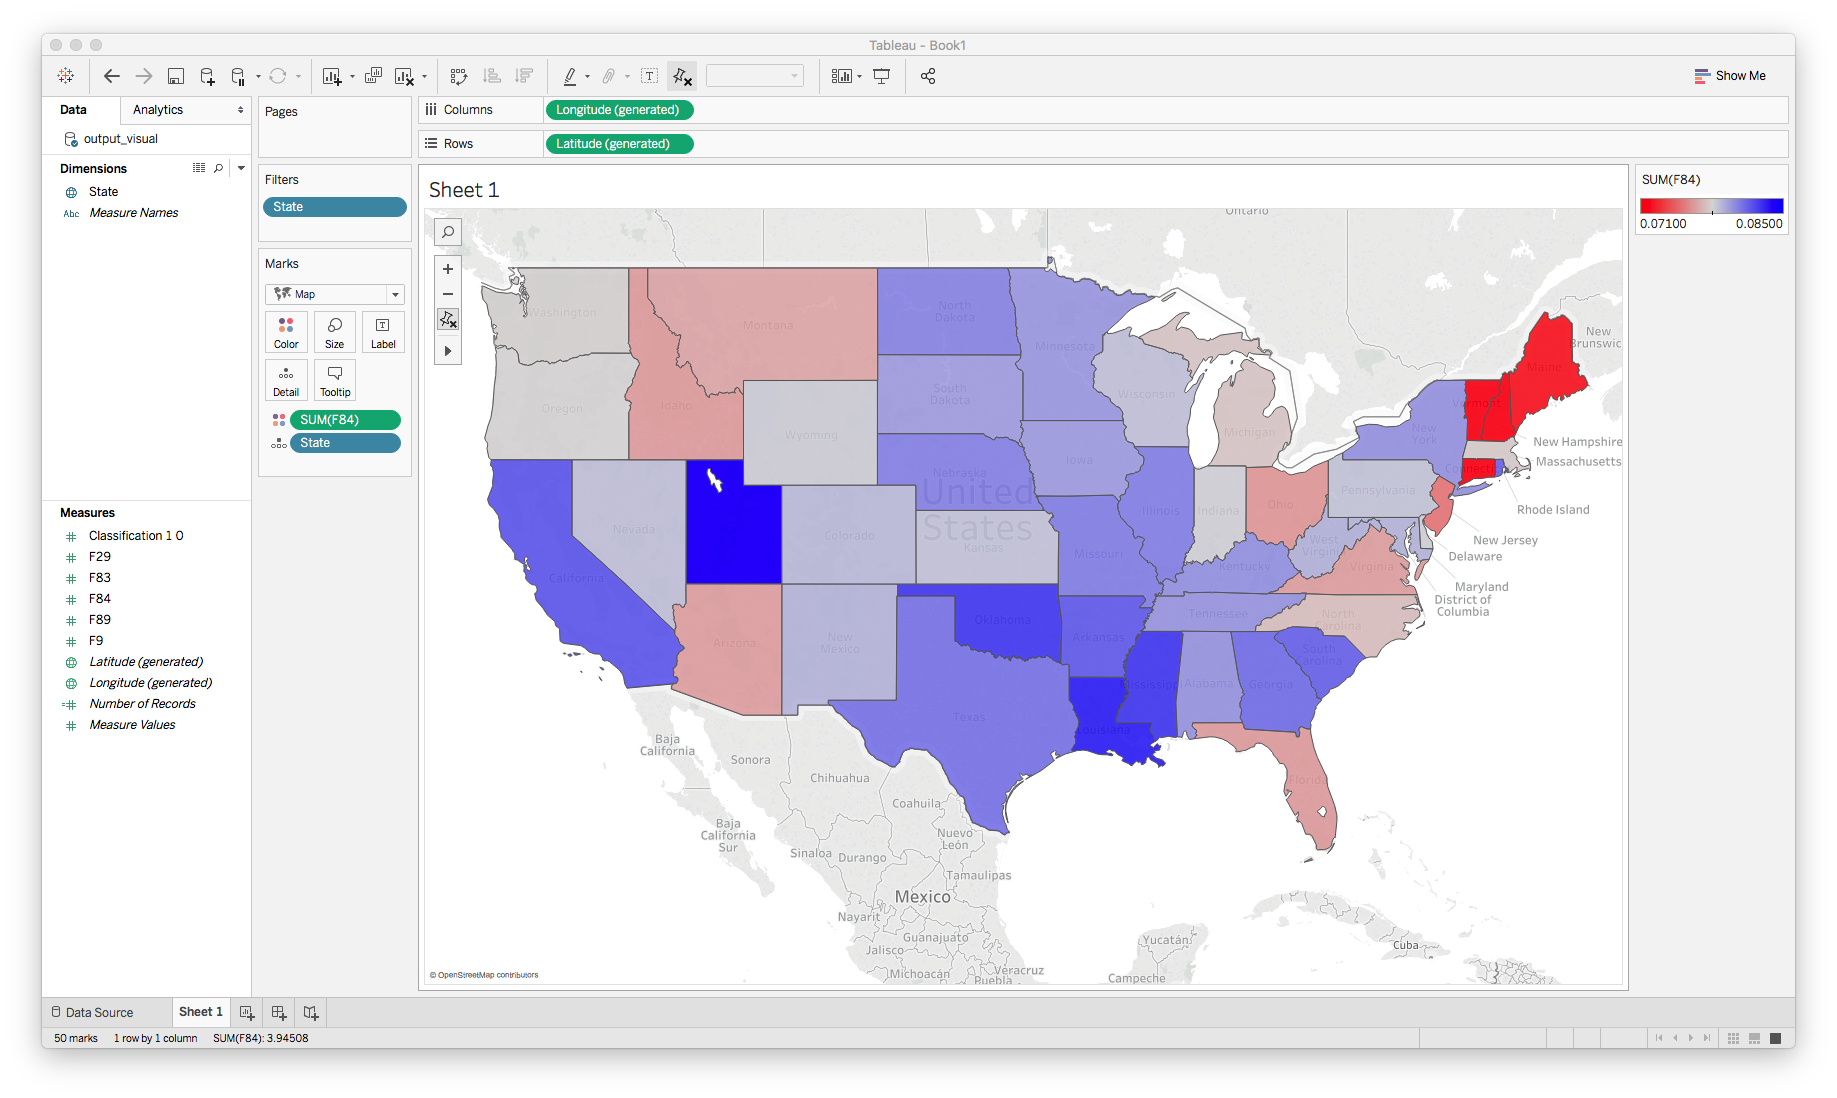 Tableau - Book1
Show Me
Data
Analytics
output_visual
Dimensions
State
Abc Measure Names
Measures
Classification 1 0
F29
F83
F84
F89
F9
Latitude (generated)
Longitude (generated)
Number of Records
Measure Values
Pages
Filters
State
Marks
Map
Color
Size
T
Label
Detail
Tooltip
SUM(F84)
State
Columns
Longitude (generated)
Rows
Latitude (generated)
Sheet 1
Ontario
Washington
Montana
North
Dakota
Minnesota
Oregon
Idaho
South
Dakota
Wisconsin
Michigan
Wyoming
Iowa
Nebraska
United
States
Nevada
Colorado
Kansas
Illinois
Indiana
Ohio
Pennsylvania
New
York
Vermont
Maine
New
Brunswic
New Hampshire
Massachusetts
Connecti
Rhode Island
New Jersey
Delaware
Maryland
District of
Columbia
West
Virgini
Virginia
Kentucky
Missouri
California
Arizona
New
Mexico
Oklahoma
Arkansas
Tennessee
North
Carolina
South
Carolina
Texas
Louisiana
Mississippi
Alabama
Georgia
Florida
Baja
California
Sonora
Chihuahua
Coahuila
Baja
California
Sur
Nuevo
León
Sinaloa
Durango
Tamaulipas
Mexico
Nayarit
Guanajuato
Jalisco
Michoacán
Veracruz
Puebla
Yucatán
Campeche
Cuba
© OpenStreetMap contributors
SUM(F84)
0.07100
0.08500
Data Source
Sheet 1
50 marks
1 row by 1 column
SUM(F84): 3.94508